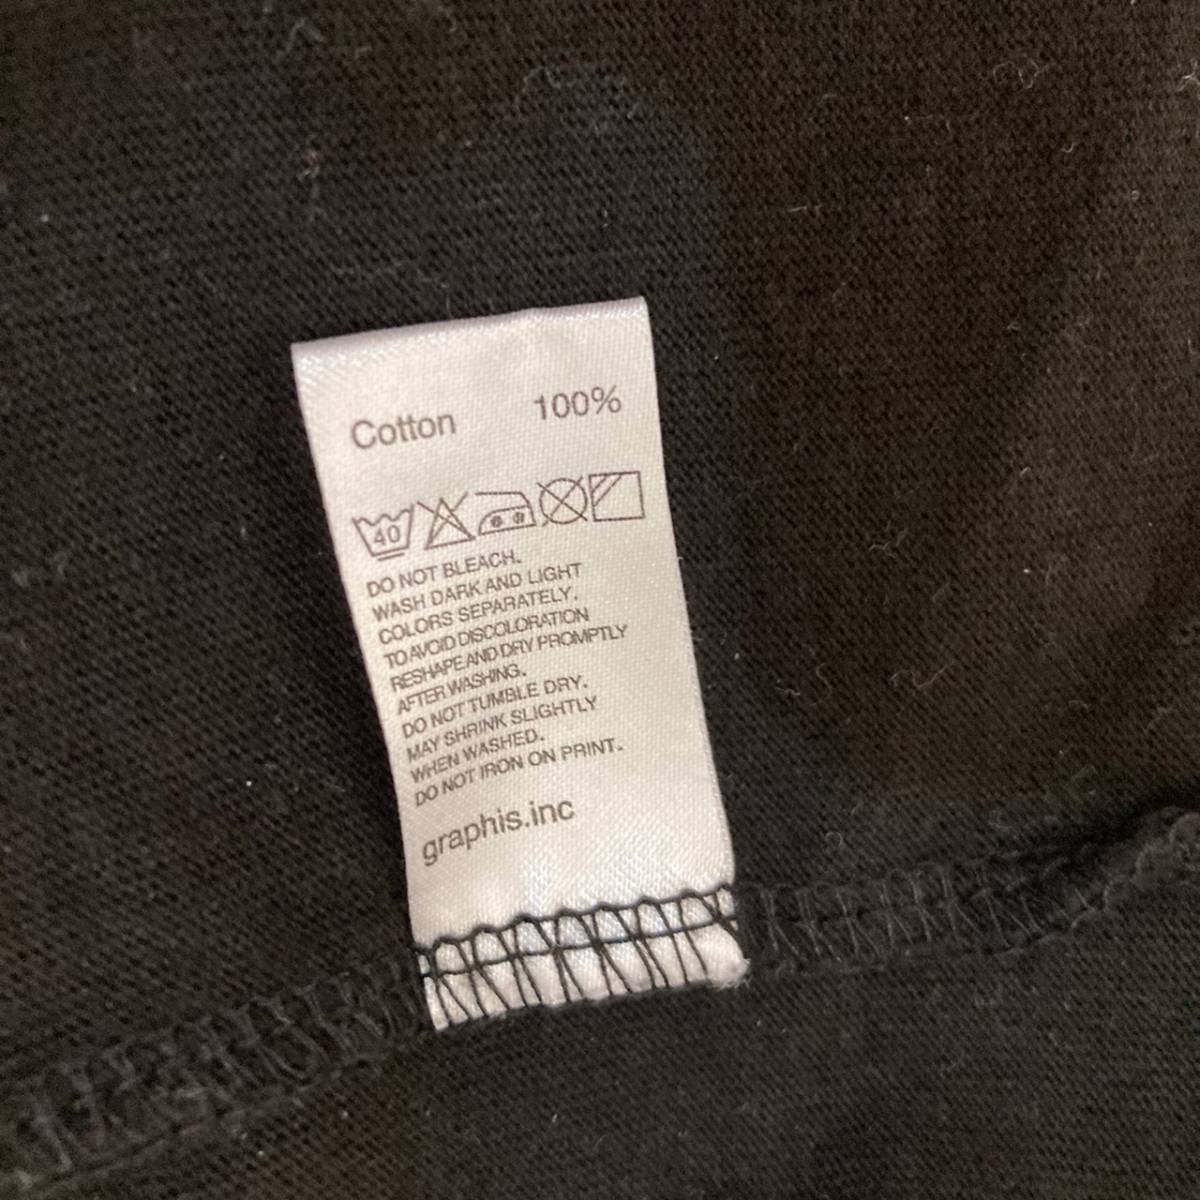 Cotton 100%
40
DO NOT BLEACH.
WASH DARK AND LIGHT
COLORS SEPARATELY.
TO AVOID DISCOLORATION
RESHAPE AND DRY PROMPTLY
AFTER WASHING.
DO NOT TUMBLE DRY.
MAY SHRINK SLIGHTLY
WHEN WASHED.
DO NOT IRON ON PRINT.
graphis.inc